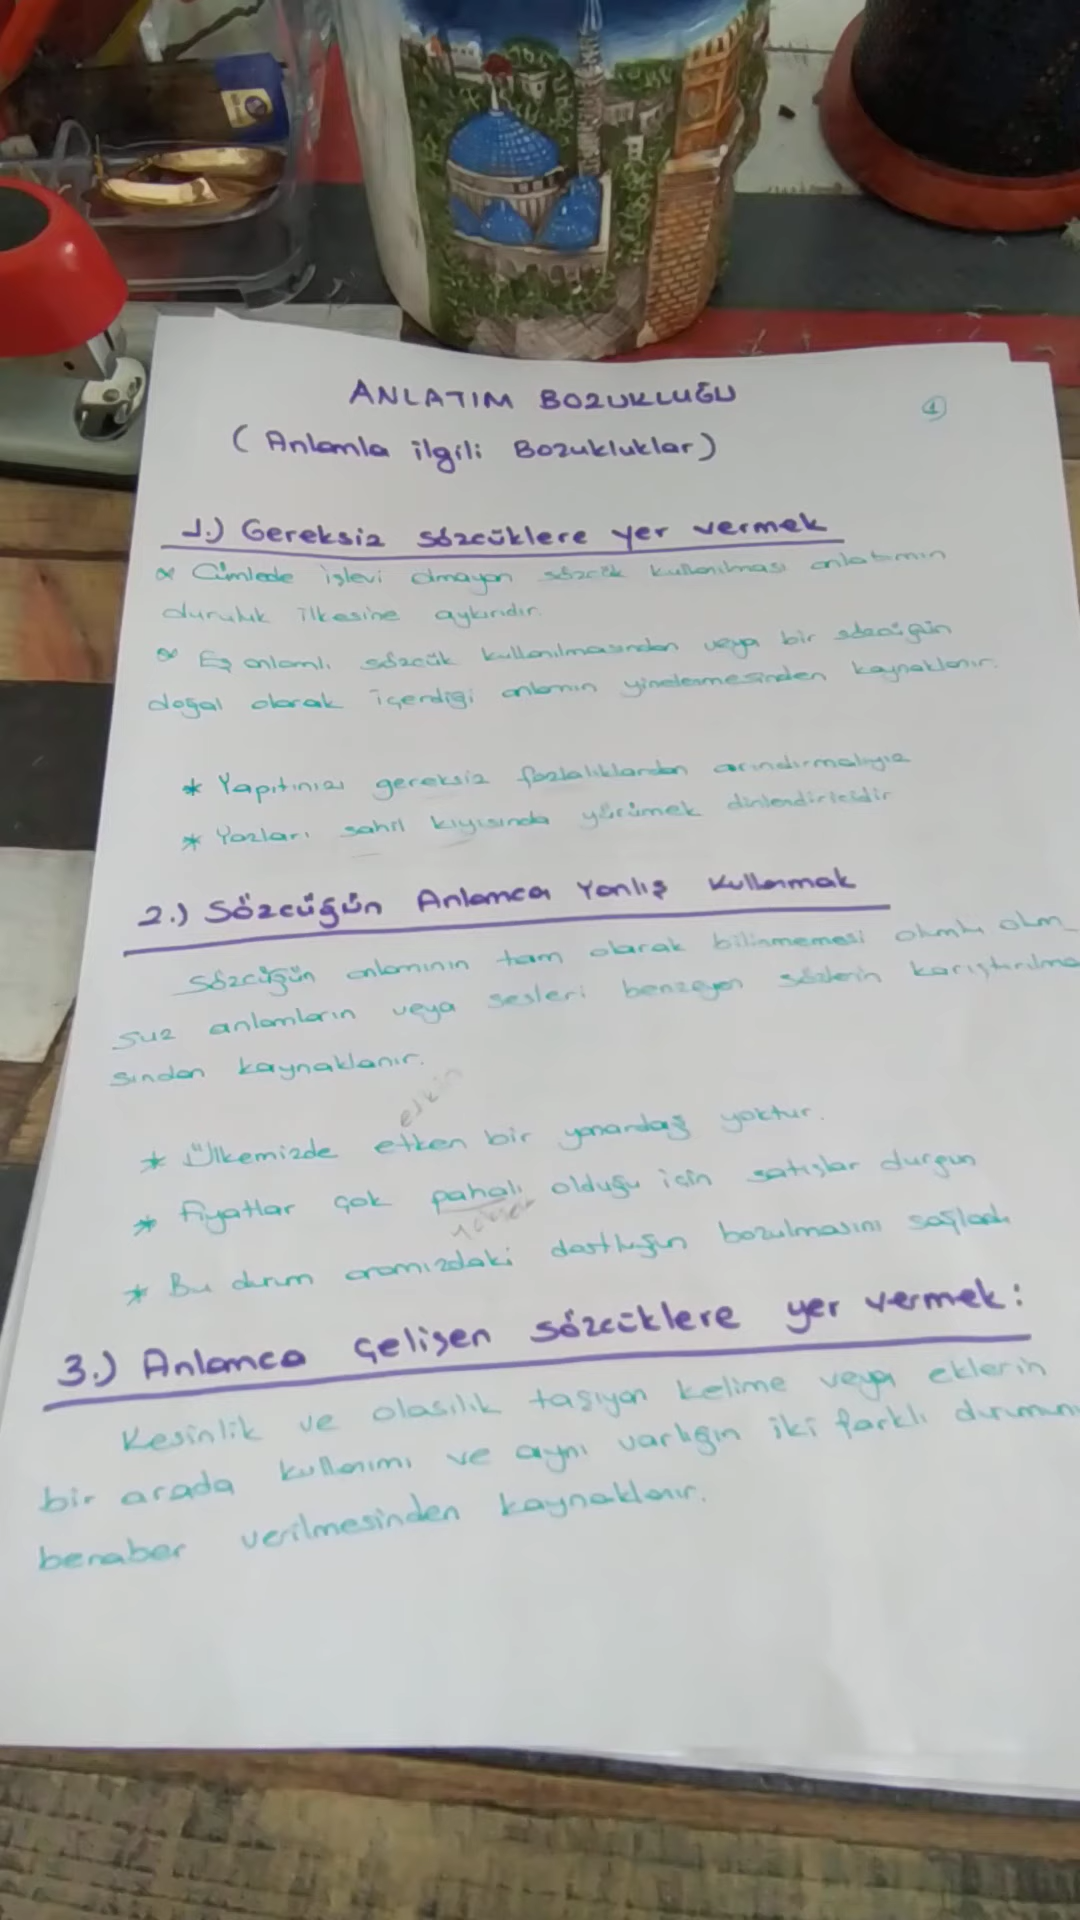 ANLATIM BOZUKLUĞU
①
(Anlamla ilgili Bozukluklar)
1.) Gereksiz sözcüklere yer vermek
Cümlede işlevi olmayan sözcük kullanılması anlatımın
duruluk ilkesine aykırıdır.
Eş anlamlı sözcük kullanılmasından veya bir sözcüğün
doğal olarak içerdiği anlamın yinelenmesinden kaynaklanır.
* Yapıtınızı gereksiz fazlalıklardan arındırmalıyız
* Yazları sahil kıyısında yürümek dinlendiricidir
2.) Sözcüğün Anlamca Yanlış Kullanmak
Sözcüğün anlamının tam olarak bilinmemesi olumlu olum_
suz anlamların veya sesleri benzeyen sözlerin karıştırılma
sından kaynaklanır.
etkin
* Ülkemizde etken bir yanardağ yoktur.
* fiyatlar çok pahalı olduğu için satışlar durgun
yüksek
* Bu durum aramızdaki dostluğun bozulmasını sağladı
3.) Anlamca Çelişen sözcüklere yer vermek:
Kesinlik ve olasılık taşıyan kelime veya eklerin
bir arada kullanımı ve aynı varlığın iki farklı durumunu
beraber verilmesinden kaynaklanır.